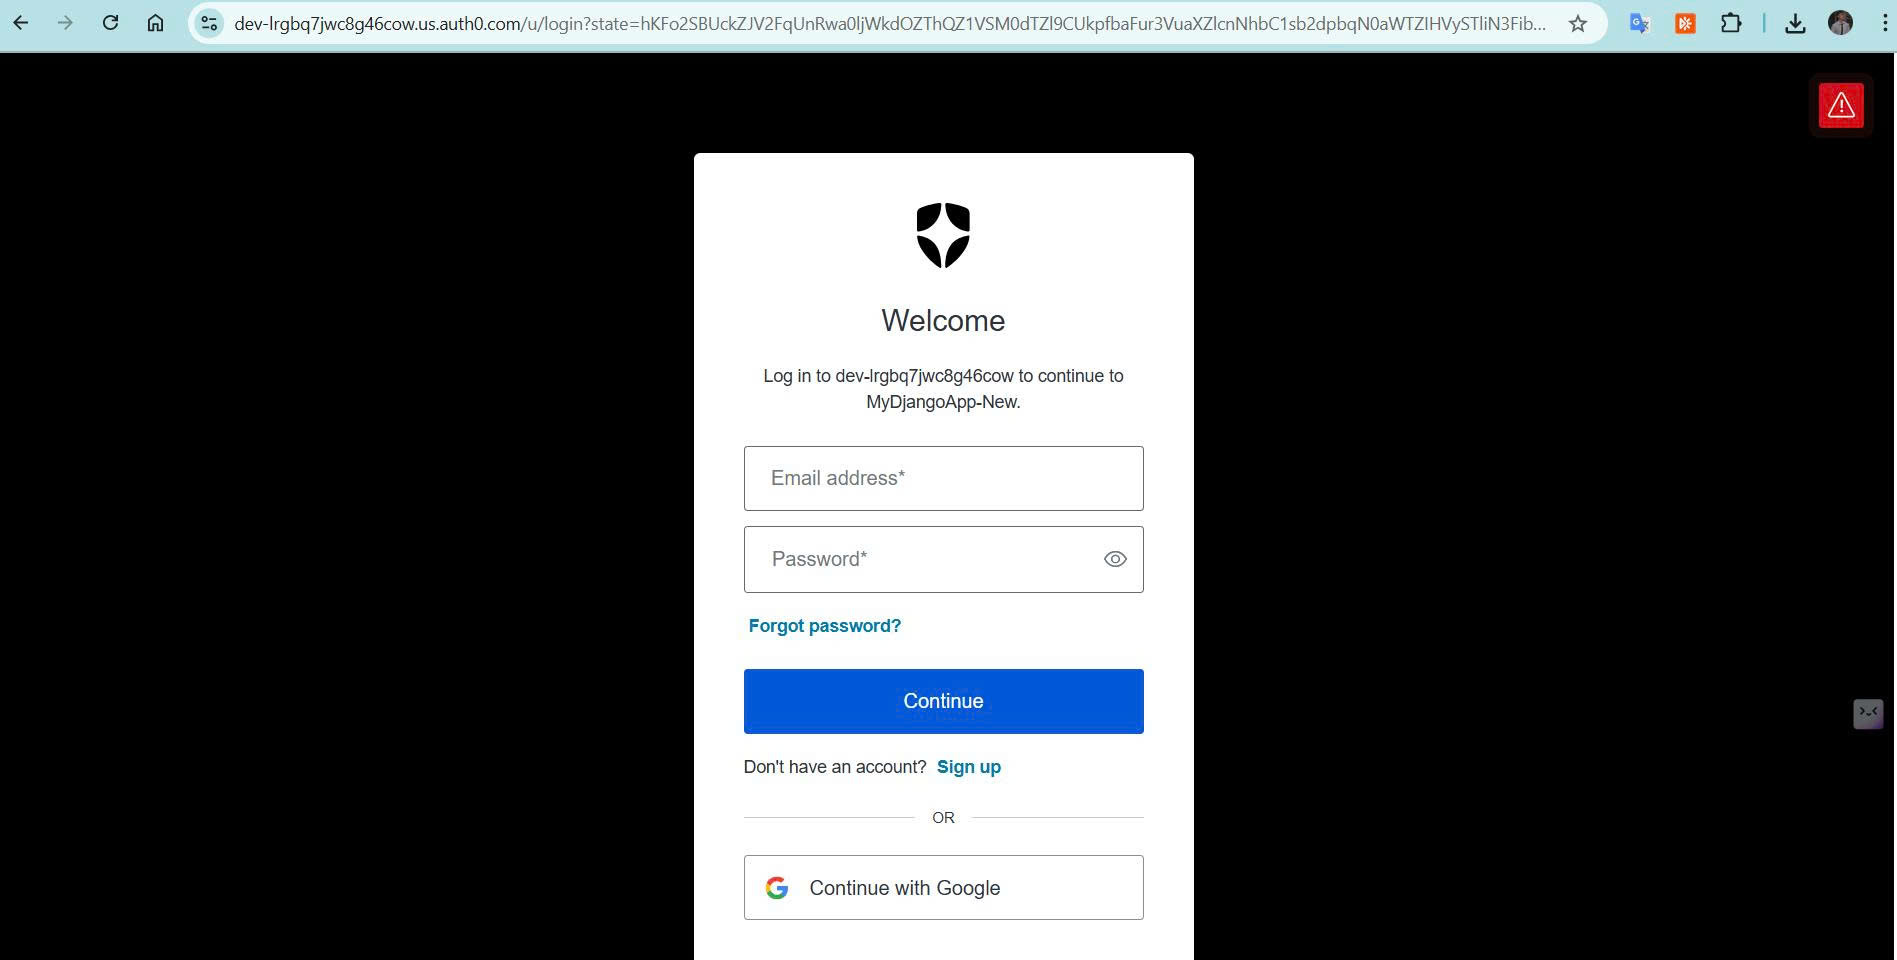 dev-lrgbq7jwc8g46cow.us.auth0.com/u/login?state=hKFo2SBUckZJV2FqUnRwa0ljWkdOZThQZ1VSM0dTZl9CUkpfbaFur3VuaXZlcnNhbC1sb2dpbqN0aWTZIHVySTliN3Fib...
Welcome
Log in to dev-lrgbq7jwc8g46cow to continue to
MyDjangoApp-New.
Email address*
Password*
Forgot password?
Continue
Don't have an account? Sign up
OR
Continue with Google